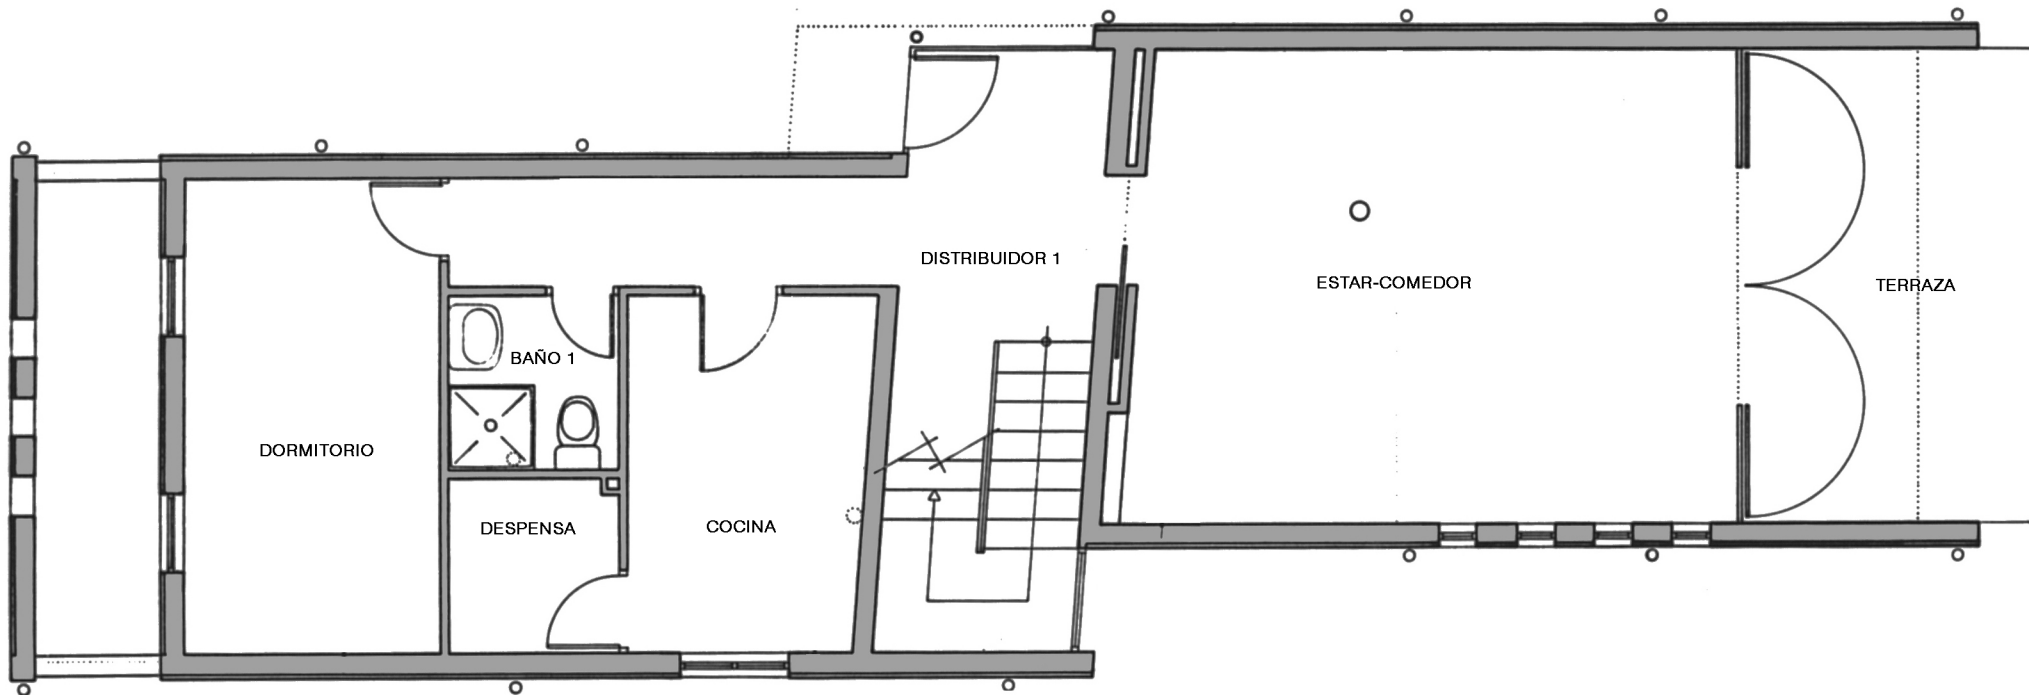 DISTRIBUIDOR 1
ESTAR-COMEDOR
TERRAZA
BAÑO 1
DORMITORIO
DESPENSA
COCINA